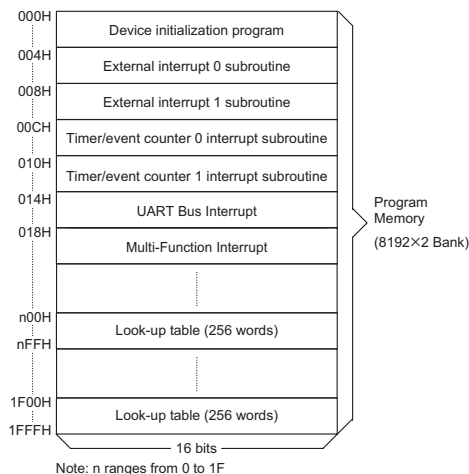 000H
Device initialization program
004H
External interrupt 0 subroutine
008H
External interrupt 1 subroutine
00CH
Timer/event counter 0 interrupt subroutine
010H
Timer/event counter 1 interrupt subroutine
014H
UART Bus Interrupt
018H
Multi-Function Interrupt
Program
Memory
(8192×2 Bank)
n00H
Look-up table (256 words)
nFFH
1F00H
Look-up table (256 words)
1FFFH
16 bits
Note: n ranges from 0 to 1F